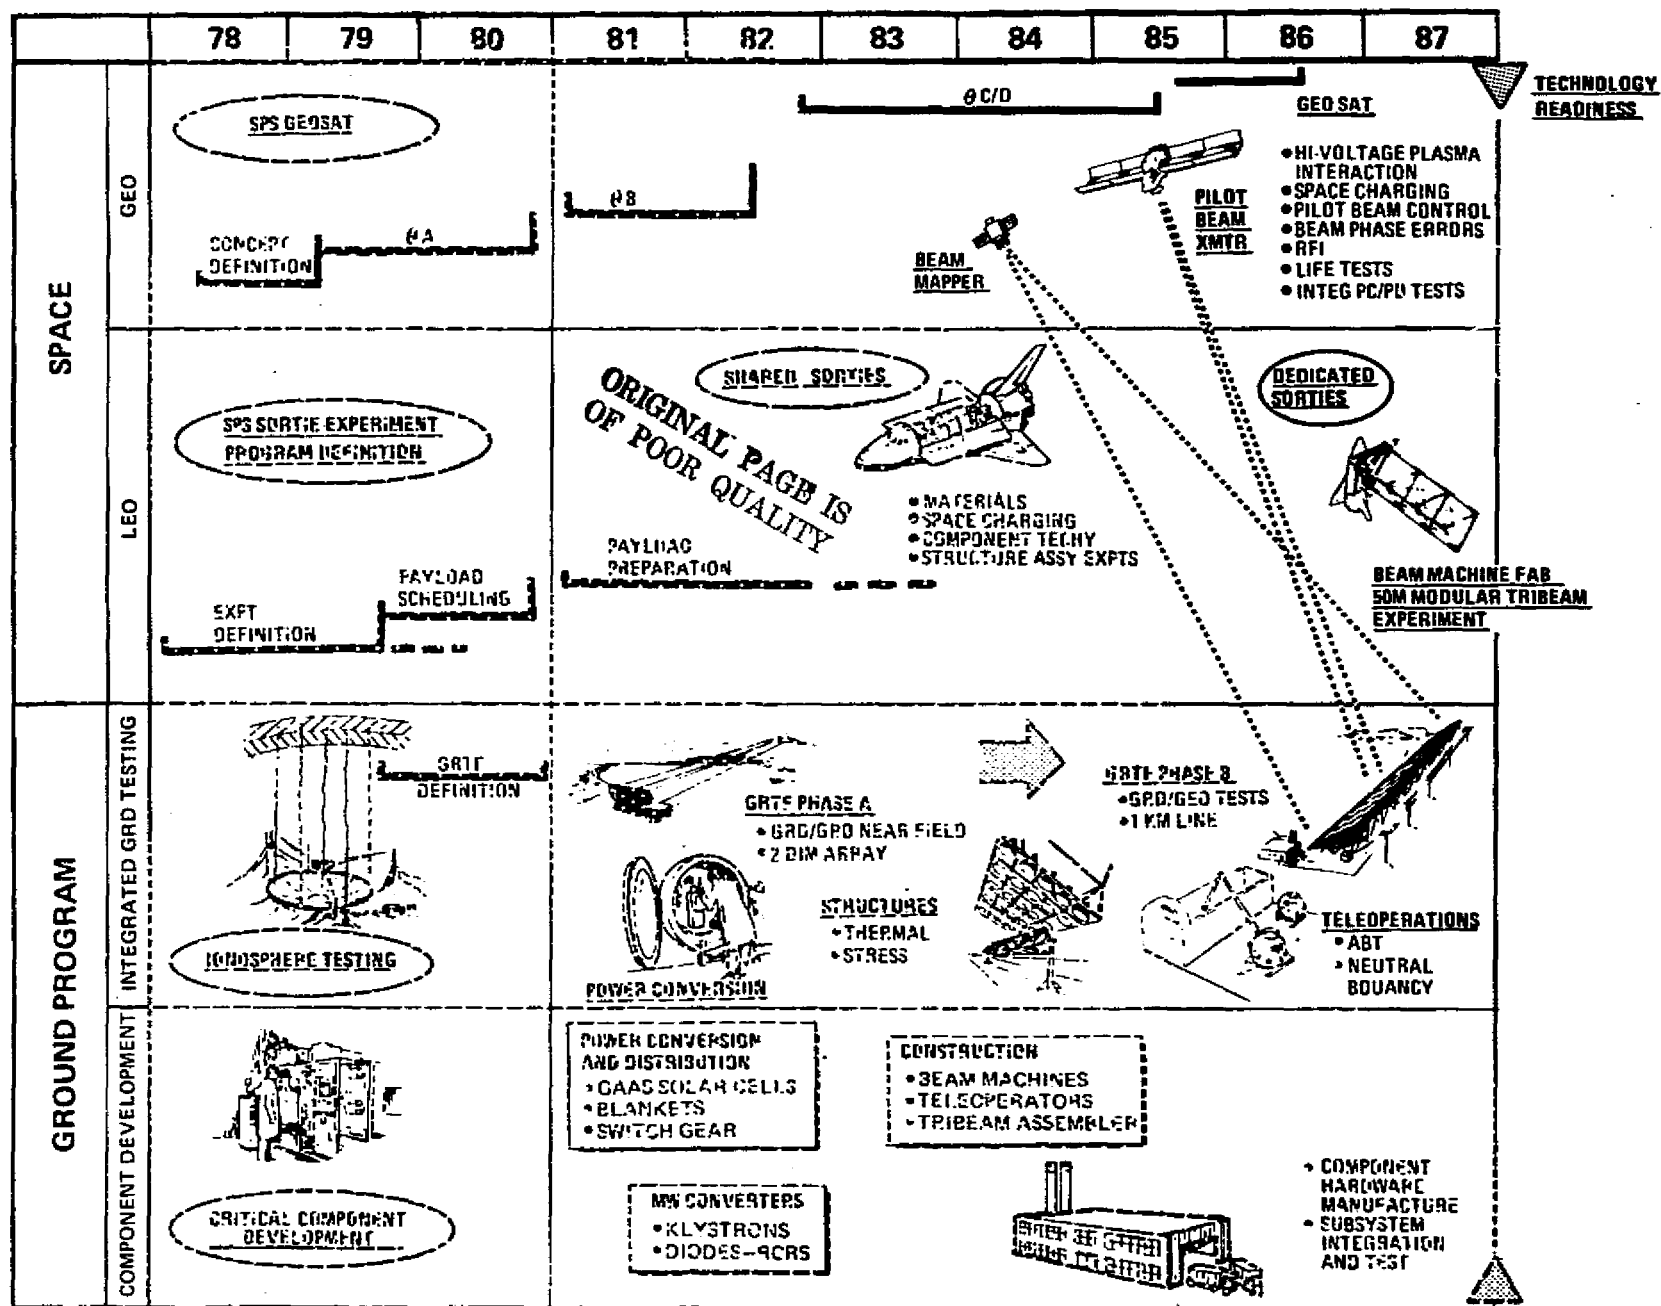 78 79 80 81 82 83 84 85 86 87
TECHNOLOGY
READINESS
SPACE
GEO
SPS GEOSAT
CONCEPT
DEFINITION
θA
θB
θC/D
GEO SAT
• HI-VOLTAGE PLASMA
INTERACTION
• SPACE CHARGING
• PILOT BEAM CONTROL
• BEAM PHASE ERRORS
• RFI
• LIFE TESTS
• INTEG PC/PD TESTS
PILOT
BEAM
XMTR
BEAM
MAPPER
LEO
SPS SORTIE EXPERIMENT
PROGRAM DEFINITION
EXPT
DEFINITION
PAYLOAD
SCHEDULING
PAYLOAD
PREPARATION
ORIGINAL PAGE IS
OF POOR QUALITY
SHARED SORTIES
• MATERIALS
• SPACE CHARGING
• COMPONENT TECHY
• STRUCTURE ASSY EXPTS
DEDICATED
SORTIES
BEAM MACHINE FAB
50M MODULAR TRIBEAM
EXPERIMENT
GROUND PROGRAM
INTEGRATED GRD TESTING
IONOSPHERE TESTING
GRTF
DEFINITION
GRTF PHASE A
• GRD/GRD NEAR FIELD
• 2 DIM ARRAY
POWER CONVERSION
STRUCTURES
• THERMAL
• STRESS
GRTF PHASE B
• GRD/GEO TESTS
• 1 KM LINE
TELEOPERATIONS
• ABT
• NEUTRAL
BOUANCY
COMPONENT DEVELOPMENT
CRITICAL COMPONENT
DEVELOPMENT
POWER CONVERSION
AND DISTRIBUTION
• GAAS SOLAR CELLS
• BLANKETS
• SWITCH GEAR
MW CONVERTERS
• KLYSTRONS
• DIODES-RCRS
CONSTRUCTION
• BEAM MACHINES
• TELEOPERATORS
• TRIBEAM ASSEMBLER
• COMPONENT
HARDWARE
MANUFACTURE
• SUBSYSTEM
INTEGRATION
AND TEST